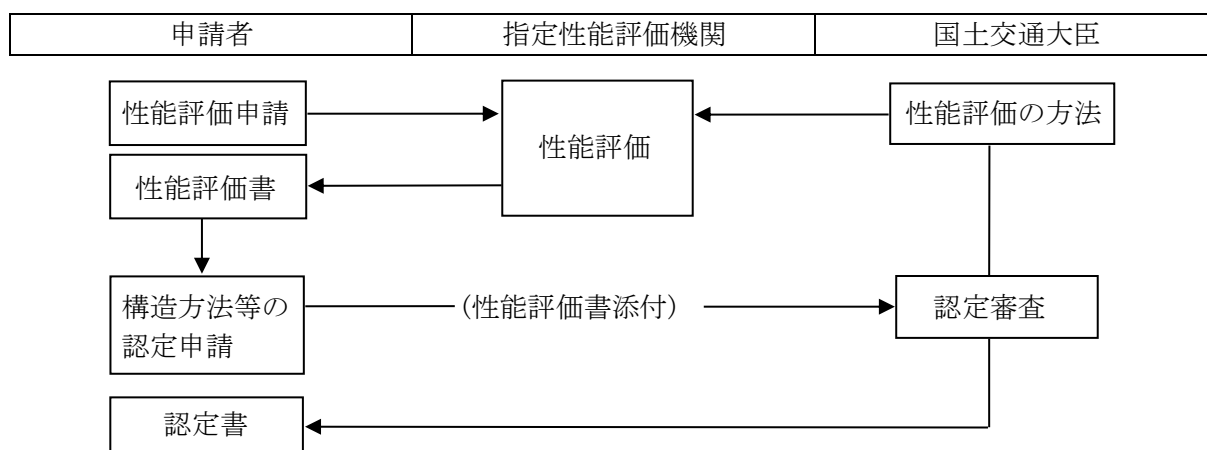 申請者
指定性能評価機関
国土交通大臣
性能評価申請
性能評価
性能評価の方法
性能評価書
構造方法等の
認定申請
(性能評価書添付)
認定審査
認定書